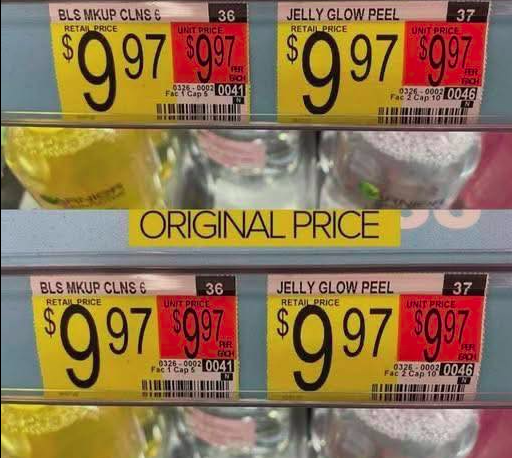 BLS MKUP CLNS 6 36
RETAIL PRICE UNIT PRICE
$9 97 $9 97
PER
EACH
0326 - 0002 0041
Fac 1 Cap 5 N
JELLY GLOW PEEL 37
RETAIL PRICE UNIT PRICE
$9 97 $9 97
PER
EACH
0326 - 0002 0046
Fac 2 Cap 10 N
ORIGINAL PRICE
BLS MKUP CLNS 6 36
RETAIL PRICE UNIT PRICE
$9 97 $9 97
PER
EACH
0326 - 0002 0041
Fac 1 Cap 5 N
JELLY GLOW PEEL 37
RETAIL PRICE UNIT PRICE
$9 97 $9 97
PER
EACH
0326 - 0002 0046
Fac 2 Cap 10 N